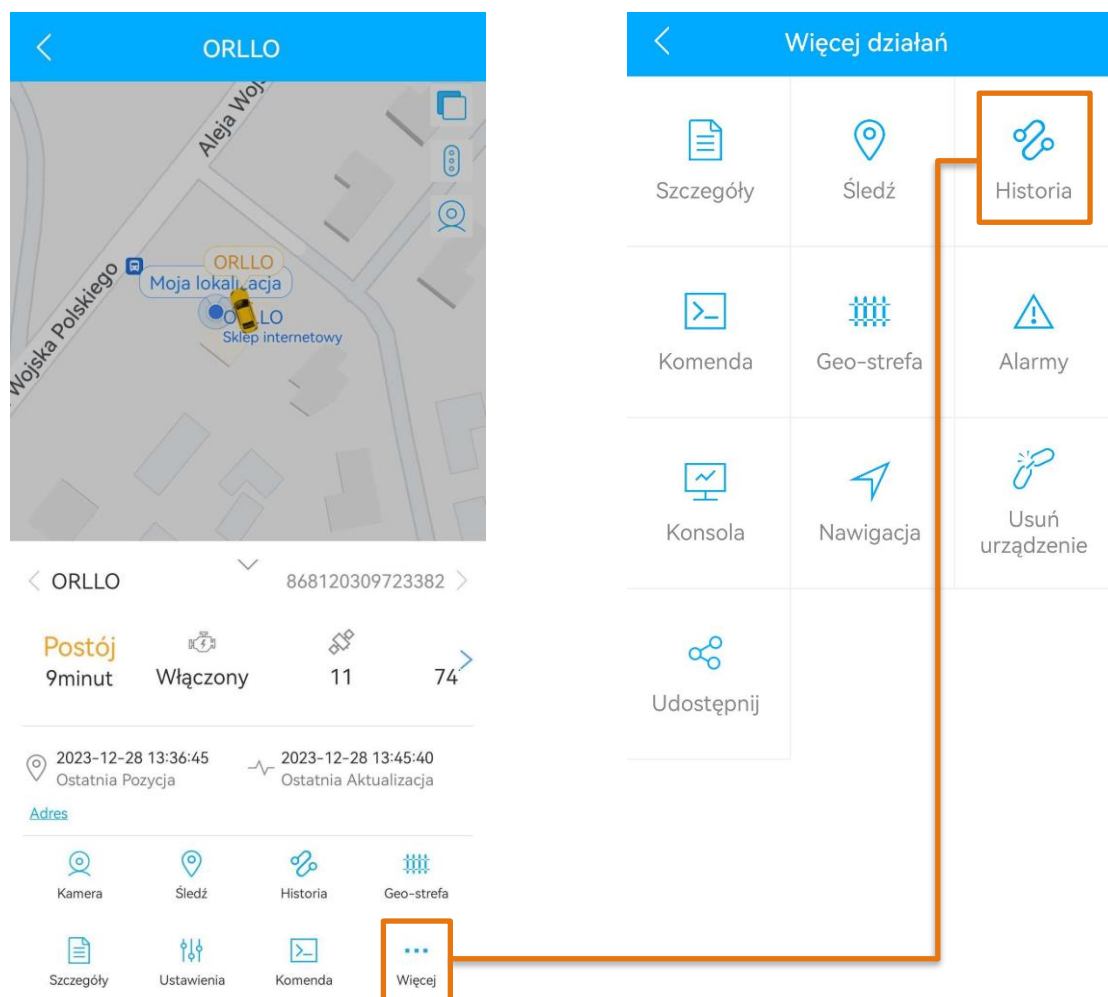 ORLLO
Aleja Woj
Wojska Polskiego
ORLLO
Moja lokalizacja
LO
Sklep internetowy
ORLLO
868120309723382
Postój
9minut
Włączony
11
74
2023-12-28 13:36:45
Ostatnia Pozycja
2023-12-28 13:45:40
Ostatnia Aktualizacja
Adres
Kamera
Śledź
Historia
Geo-strefa
Szczegóły
Ustawienia
Komenda
Więcej
Więcej działań
Szczegóły
Śledź
Historia
Komenda
Geo-strefa
Alarmy
Konsola
Nawigacja
Usuń
urządzenie
Udostępnij